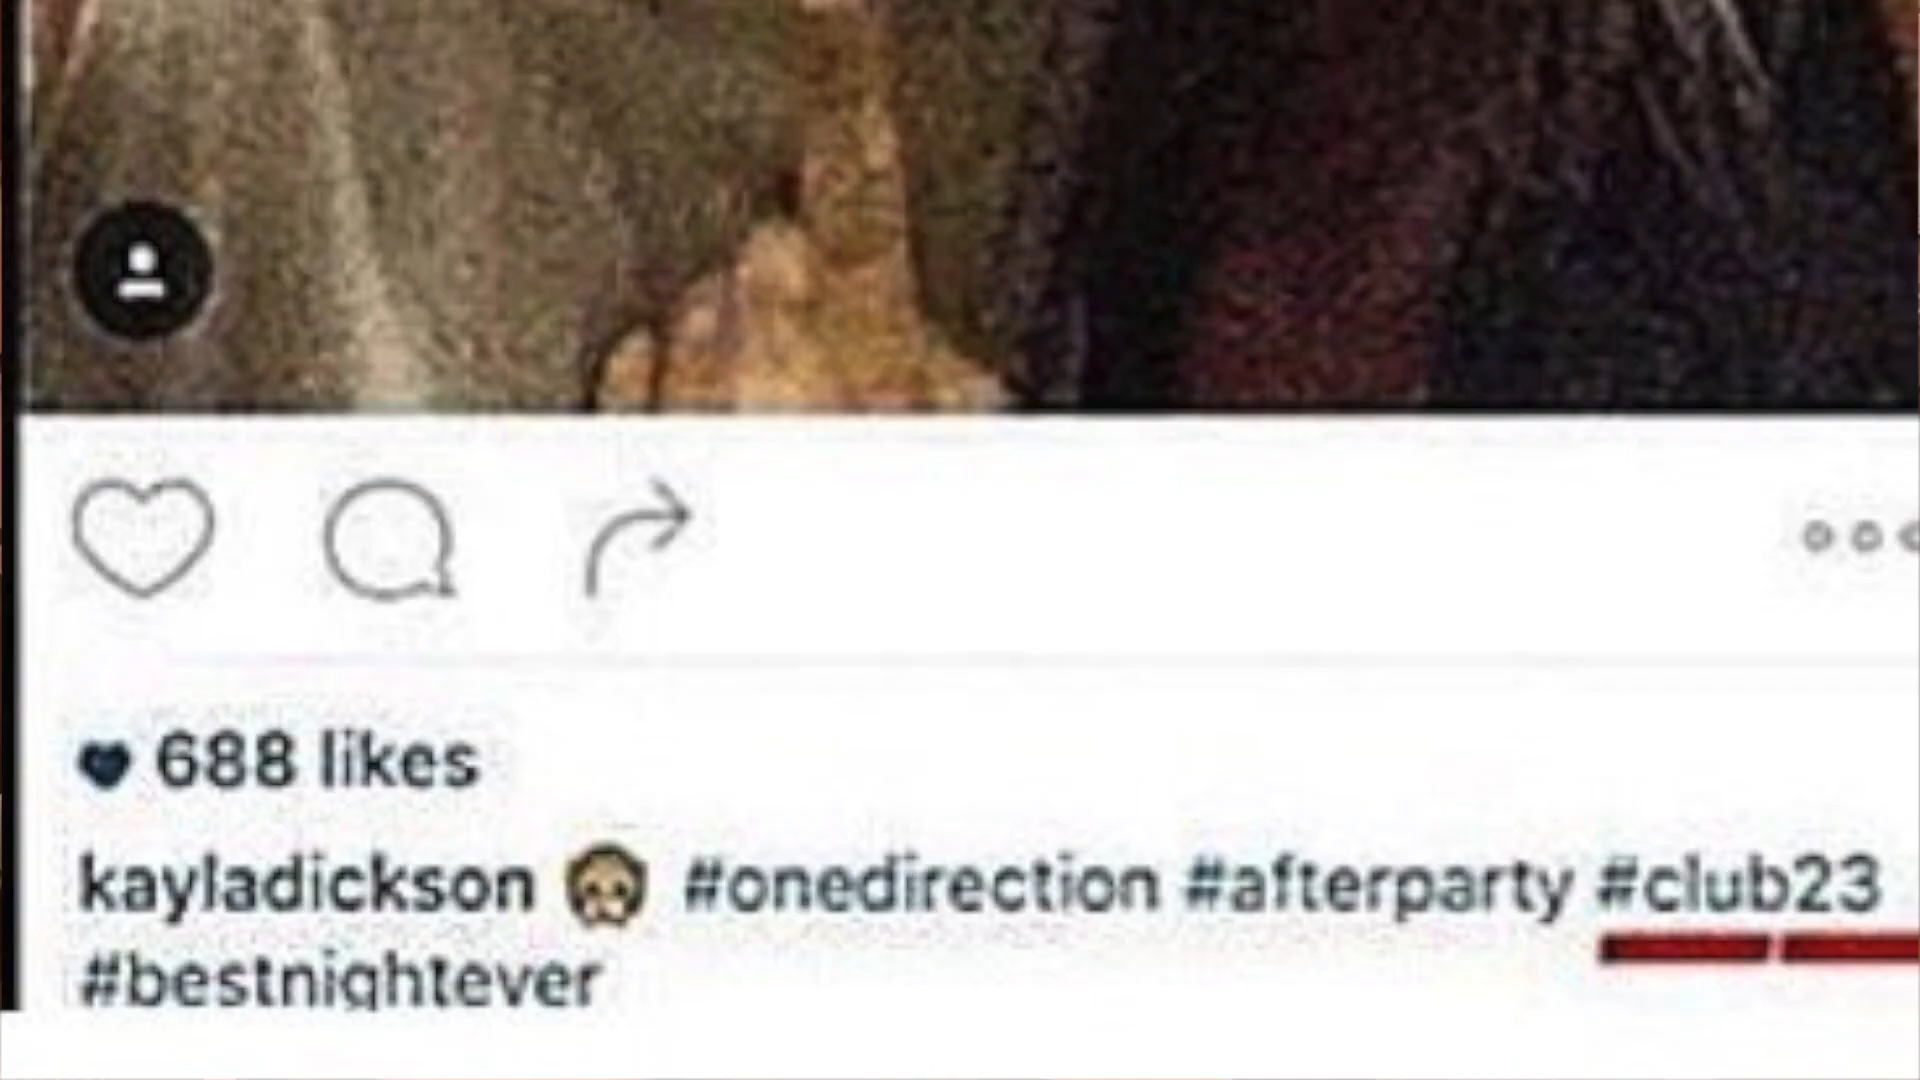 688 likes
kayladickson 🙊 #onedirection #afterparty #club23
#bestnightever